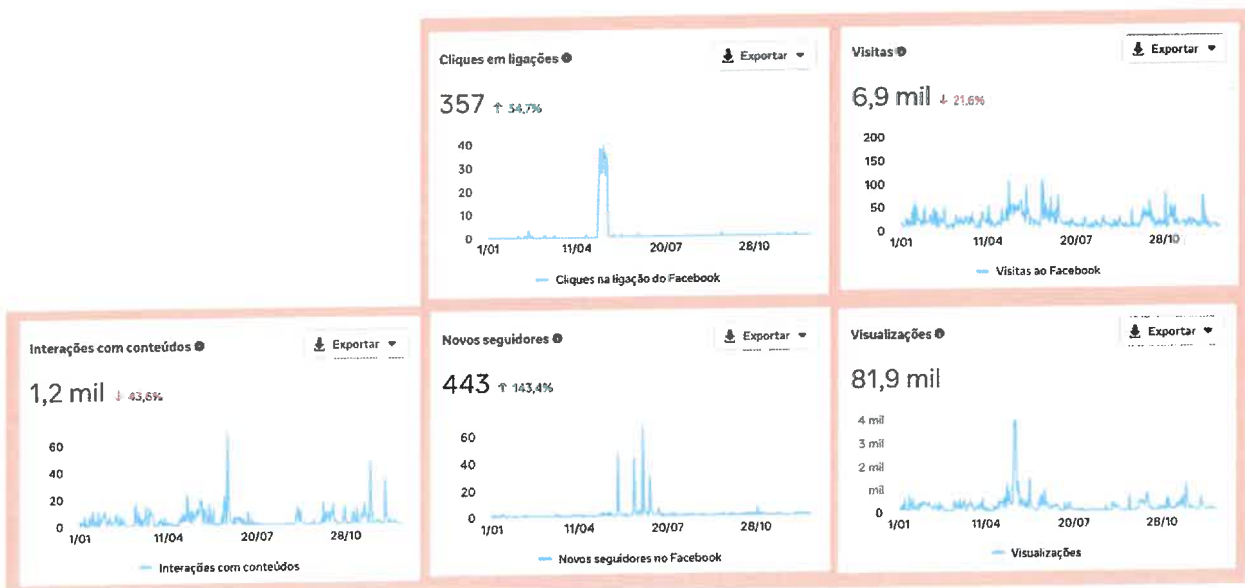 Cliques em ligações
Exportar
357 ↑ 54,7%
40
30
20
10
0
1/01 11/04 20/07 28/10
Cliques na ligação do Facebook
Visitas
Exportar
6,9 mil ↓ 21,6%
200
150
100
50
0
1/01 11/04 20/07 28/10
Visitas ao Facebook
Interações com conteúdos
Exportar
1,2 mil ↓ 43,6%
60
40
20
0
1/01 11/04 20/07 28/10
Interações com conteúdos
Novos seguidores
Exportar
443 ↑ 143,4%
60
40
20
0
1/01 11/04 20/07 28/10
Novos seguidores no Facebook
Visualizações
Exportar
81,9 mil
4 mil
3 mil
2 mil
mil
0
1/01 11/04 20/07 28/10
Visualizações